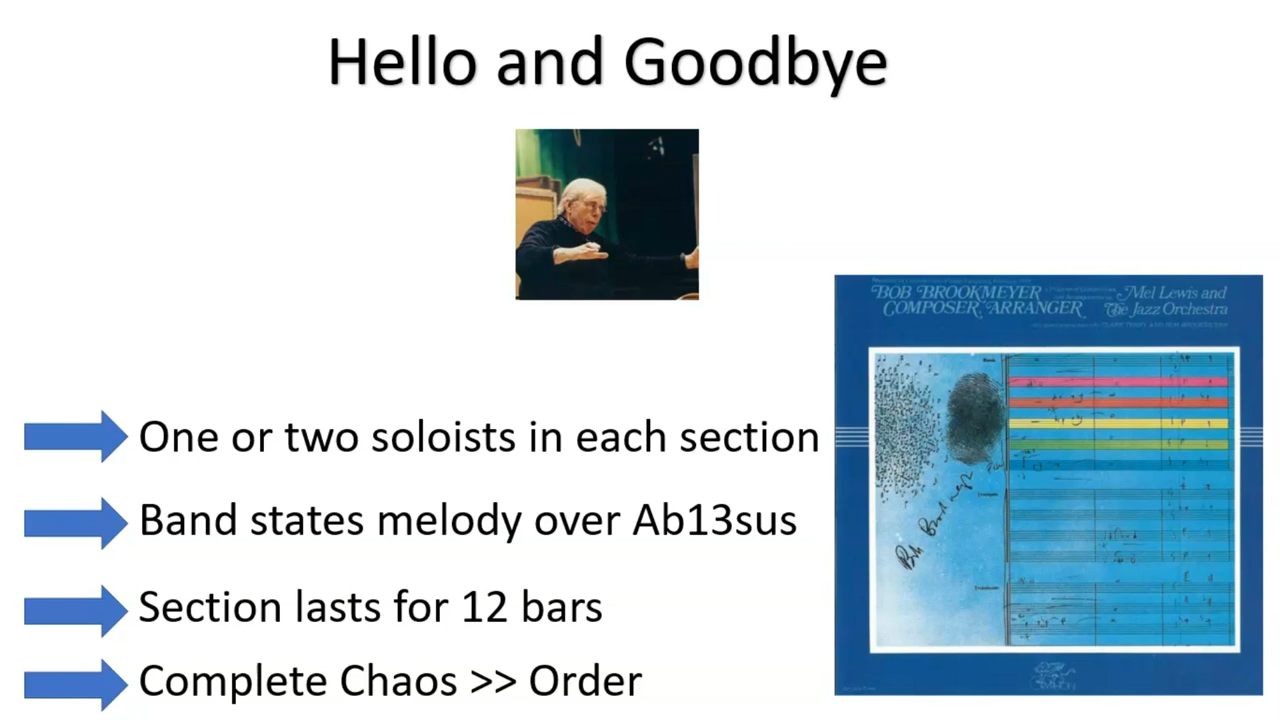 Hello and Goodbye
BOB BROOKMEYER
COMPOSER, ARRANGER
Mel Lewis and
The Jazz Orchestra
One or two soloists in each section
Band states melody over Ab13sus
Section lasts for 12 bars
Complete Chaos >> Order